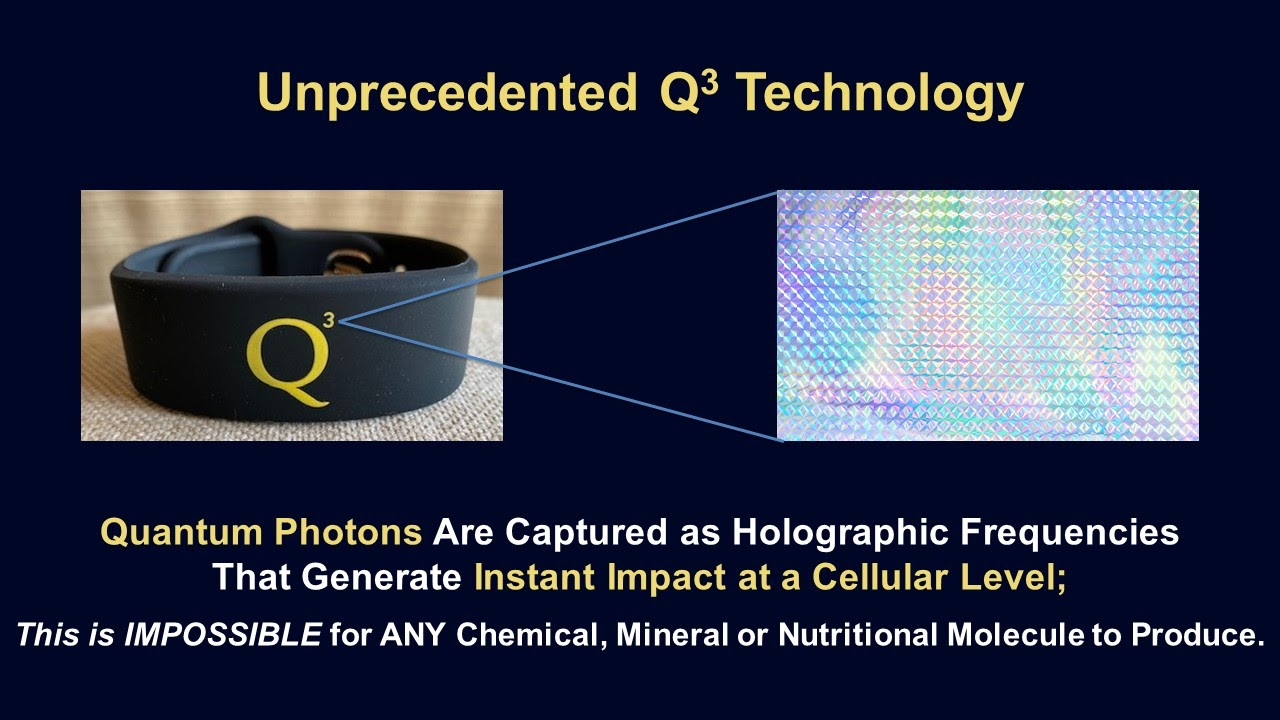 Unprecedented Q³ Technology
Q³
Quantum Photons Are Captured as Holographic Frequencies
That Generate Instant Impact at a Cellular Level;
This is IMPOSSIBLE for ANY Chemical, Mineral or Nutritional Molecule to Produce.